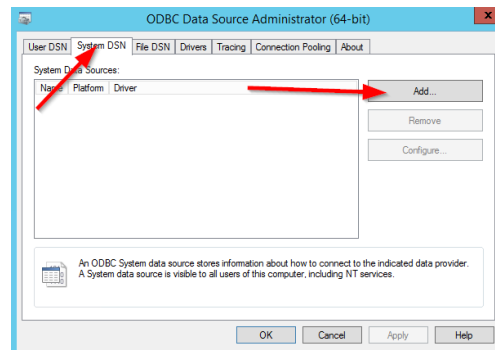 ODBC Data Source Administrator (64-bit)
x
User DSN System DSN File DSN Drivers Tracing Connection Pooling About
System Data Sources:
Name Platform Driver
Add...
Remove
Configure...
An ODBC System data source stores information about how to connect to the indicated data provider.
A System data source is visible to all users of this computer, including NT services.
OK Cancel Apply Help